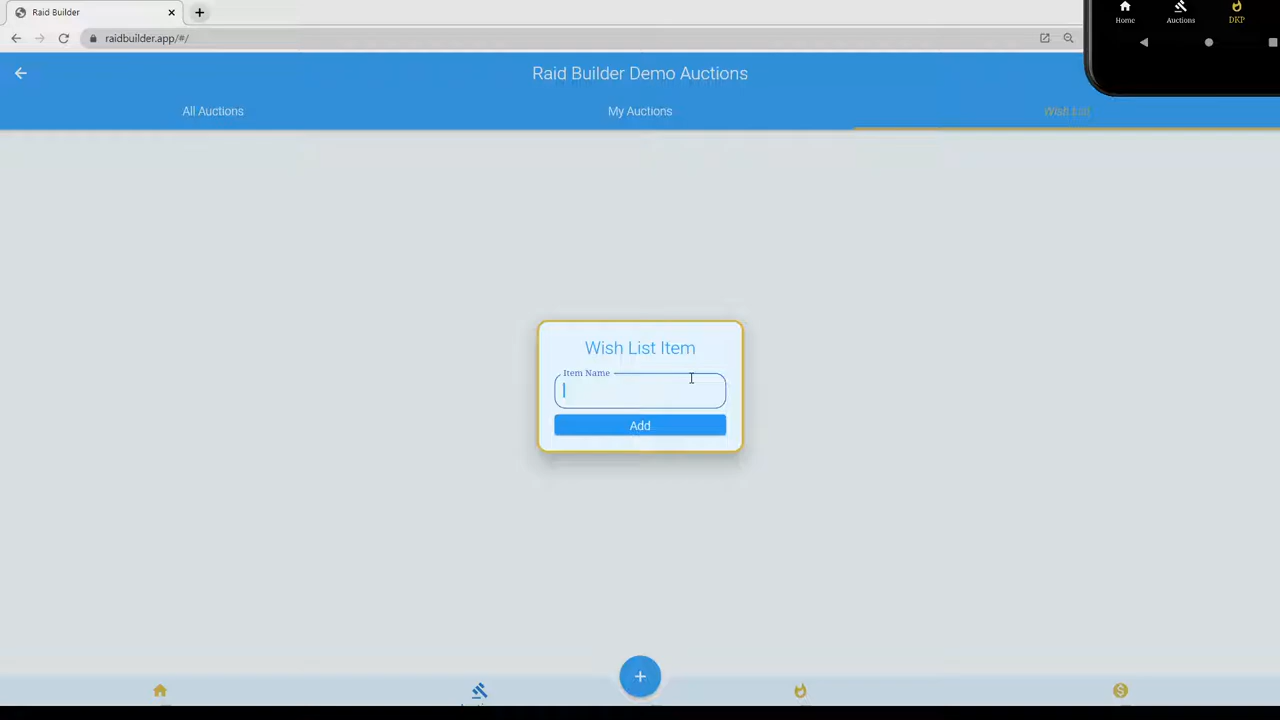 Raid Builder
raidbuilder.app/#/
Home
Auctions
DKP
Raid Builder Demo Auctions
All Auctions
My Auctions
Wish List
Wish List Item
Item Name
Add